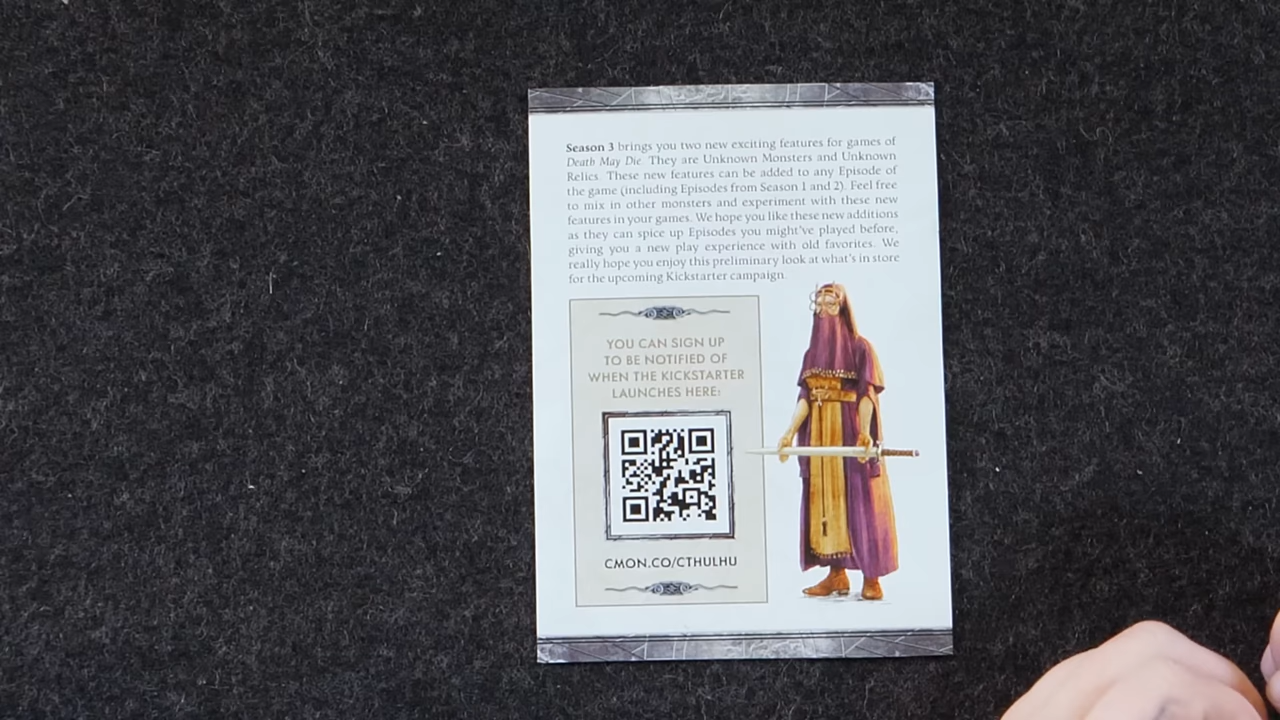 Season 3 brings you two new exciting features for games of
Death May Die. They are Unknown Monsters and Unknown
Relics. These new features can be added to any Episode of
the game (including Episodes from Season 1 and 2). Feel free
to mix in other monsters and experiment with these new
features in your games. We hope you like these new additions
as they can spice up Episodes you might've played before,
giving you a new play experience with old favorites. We
really hope you enjoy this preliminary look at what's in store
for the upcoming Kickstarter campaign.
YOU CAN SIGN UP
TO BE NOTIFIED OF
WHEN THE KICKSTARTER
LAUNCHES HERE:
CMON.CO/CTHULHU